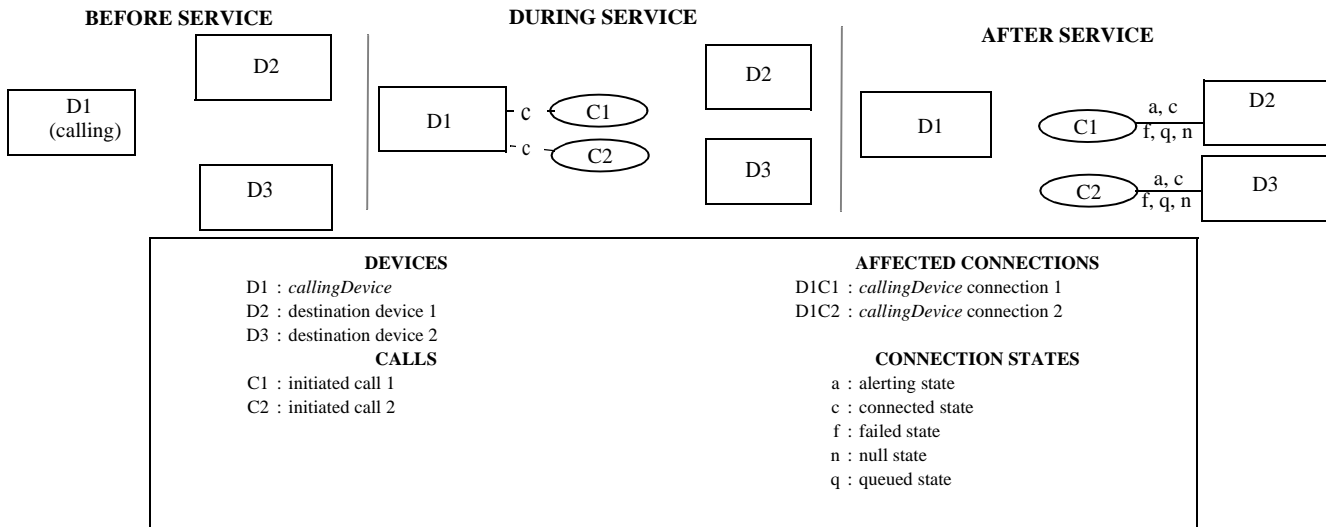 BEFORE SERVICE
D1
(calling)
D2
D3
DURING SERVICE
D1
c
C1
c
C2
D2
D3
AFTER SERVICE
D1
C1
a, c
f, q, n
D2
C2
a, c
f, q, n
D3
DEVICES
D1 : callingDevice
D2 : destination device 1
D3 : destination device 2
CALLS
C1 : initiated call 1
C2 : initiated call 2
AFFECTED CONNECTIONS
D1C1 : callingDevice connection 1
D1C2 : callingDevice connection 2
CONNECTION STATES
a : alerting state
c : connected state
f : failed state
n : null state
q : queued state